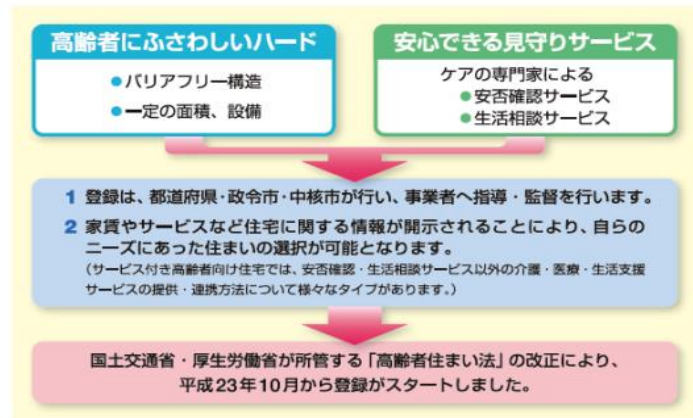 高齢者にふさわしいハード
●バリアフリー構造
●一定の面積、設備
安心できる見守りサービス
ケアの専門家による
●安否確認サービス
●生活相談サービス
1 登録は、都道府県・政令市・中核市が行い、事業者へ指導・監督を行います。
2 家賃やサービスなど住宅に関する情報が開示されることにより、自らの
ニーズにあった住まいの選択が可能となります。
(サービス付き高齢者向け住宅では、安否確認・生活相談サービス以外の介護・医療・生活支援
サービスの提供・連携方法について様々なタイプがあります。)
国土交通省・厚生労働省が所管する「高齢者住まい法」の改正により、
平成23年10月から登録がスタートしました。